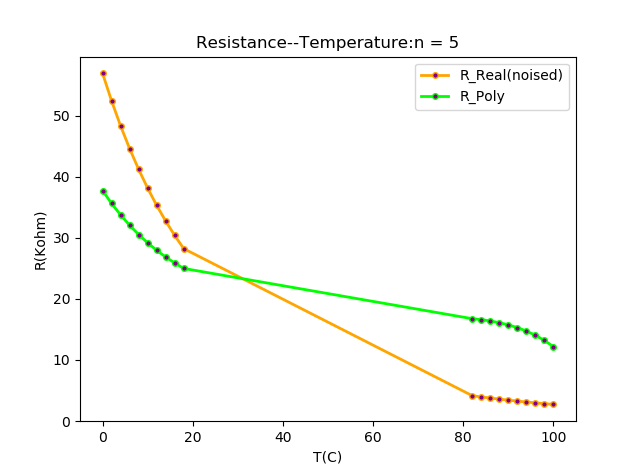 Resistance--Temperature:n = 5
R_Real(noised)
R_Poly
R(Kohm)
50
40
30
20
10
0
0 20 40 60 80 100
T(C)